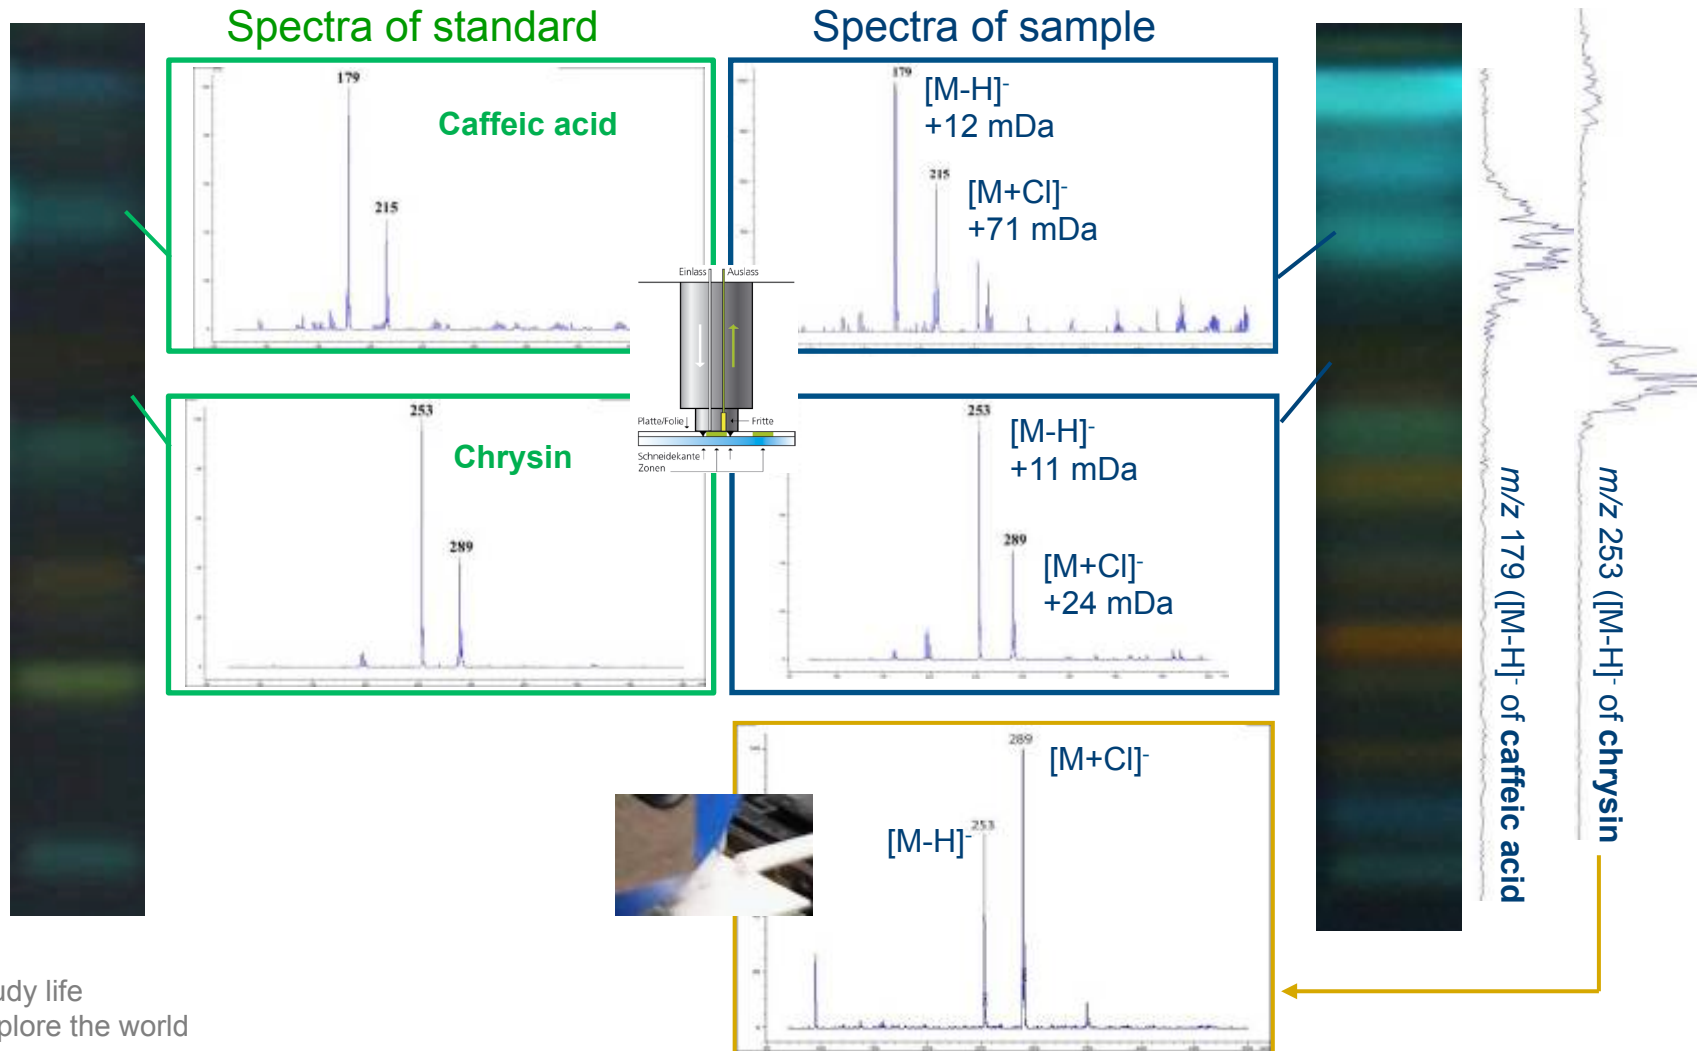 Spectra of standard
Spectra of sample
179
Caffeic acid
215
179
[M-H]-
+12 mDa
215
[M+Cl]-
+71 mDa
Einlass
Auslass
Platte/Folie
Fritte
Schneidekante
Zonen
253
Chrysin
289
253
[M-H]-
+11 mDa
289
[M+Cl]-
+24 mDa
289
[M+Cl]-
253
[M-H]-
m/z 179 ([M-H]- of caffeic acid
m/z 253 ([M-H]- of chrysin
udy life
plore the world